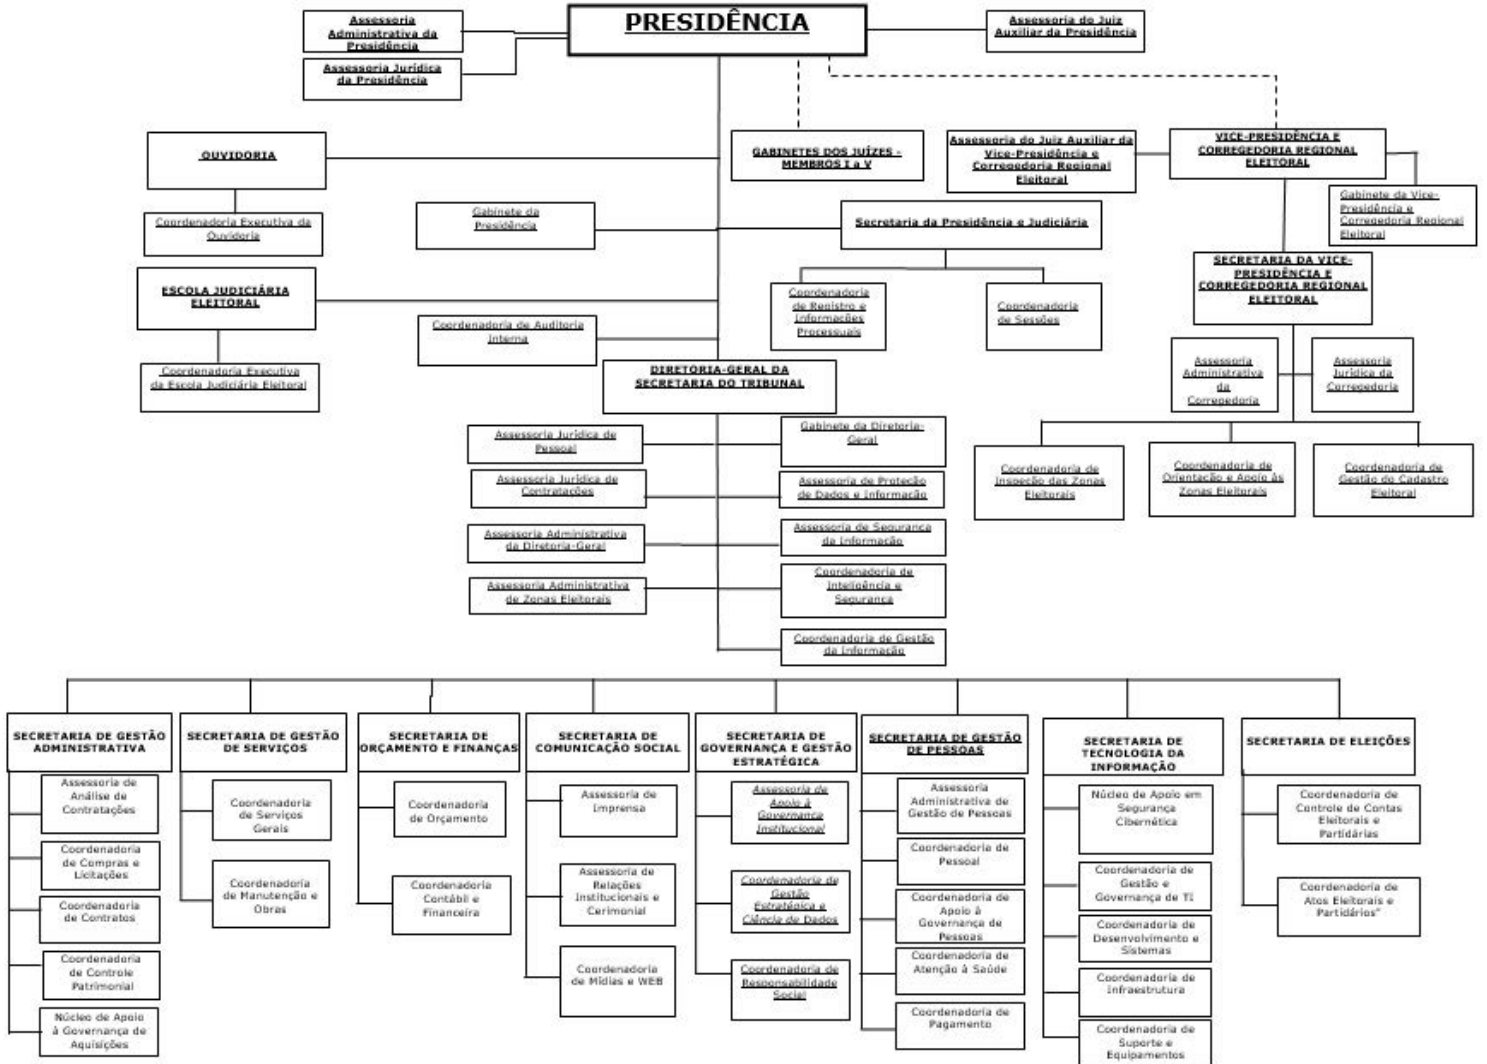 PRESIDÊNCIA
Assessoria
Administrativa da
Presidência
Assessoria Jurídica
da Presidência
Assessoria do Juiz
Auxiliar da Presidência
OUVIDORIA
Coordenadoria Executiva da
Ouvidoria
GABINETES DOS JUÍZES -
MEMBROS I a V
Assessoria do Juiz Auxiliar da
Vice-Presidência e
Corregedoria Regional
Eleitoral
VICE-PRESIDÊNCIA E
CORREGEDORIA REGIONAL
ELEITORAL
Gabinete da Vice-
Presidência e
Corregedoria Regional
Eleitoral
Gabinete da
Presidência
Secretaria da Presidência e Judiciária
Coordenadoria
de Registro e
Informações
Processuais
Coordenadoria
de Sessões
SECRETARIA DA VICE-
PRESIDÊNCIA E
CORREGEDORIA REGIONAL
ELEITORAL
ESCOLA JUDICIÁRIA
ELEITORAL
Coordenadoria Executiva
da Escola Judiciária Eleitoral
Coordenadoria de Auditoria
Interna
Assessoria
Administrativa
da
Corregedoria
Assessoria
Jurídica da
Corregedoria
Coordenadoria de
Inspeção das Zonas
Eleitorais
Coordenadoria de
Orientação e Apoio às
Zonas Eleitorais
Coordenadoria de
Gestão do Cadastro
Eleitoral
DIRETORIA-GERAL DA
SECRETARIA DO TRIBUNAL
Assessoria Jurídica de
Pessoal
Gabinete da Diretoria-
Geral
Assessoria Jurídica de
Contratações
Assessoria de Proteção
de Dados e Informação
Assessoria Administrativa
da Diretoria-Geral
Assessoria de Segurança
da Informação
Assessoria Administrativa
de Zonas Eleitorais
Coordenadoria de
Inteligência e
Segurança
Coordenadoria de Gestão
da Informação
SECRETARIA DE GESTÃO
ADMINISTRATIVA
Assessoria de
Análise de
Contratações
Coordenadoria
de Compras e
Licitações
Coordenadoria
de Contratos
Coordenadoria
de Controle
Patrimonial
Núcleo de Apoio
à Governança de
Aquisições
SECRETARIA DE GESTÃO
DE SERVIÇOS
Coordenadoria
de Serviços
Gerais
Coordenadoria
de Manutenção e
Obras
SECRETARIA DE
ORÇAMENTO E FINANÇAS
Coordenadoria
de Orçamento
Coordenadoria
Contábil e
Financeira
SECRETARIA DE
COMUNICAÇÃO SOCIAL
Assessoria de
Imprensa
Assessoria de
Relações
Institucionais e
Cerimonial
Coordenadoria
de Mídias e WEB
SECRETARIA DE
GOVERNANÇA E GESTÃO
ESTRATÉGICA
Assessoria de
Apoio à
Governança
Institucional
Coordenadoria de
Gestão
Estratégica e
Ciência de Dados
Coordenadoria de
Responsabilidade
Social
SECRETARIA DE GESTÃO
DE PESSOAS
Assessoria
Administrativa de
Gestão de Pessoas
Coordenadoria de
Pessoal
Coordenadoria de
Apoio à
Governança de
Pessoas
Coordenadoria de
Atenção à Saúde
Coordenadoria de
Pagamento
SECRETARIA DE
TECNOLOGIA DA
INFORMAÇÃO
Núcleo de Apoio em
Segurança
Cibernética
Coordenadoria de
Gestão e
Governança de TI
Coordenadoria de
Desenvolvimento e
Sistemas
Coordenadoria de
Infraestrutura
Coordenadoria de
Suporte e
Equipamentos
SECRETARIA DE ELEIÇÕES
Coordenadoria de
Controle de Contas
Eleitorais e
Partidárias
Coordenadoria de
Atos Eleitorais e
Partidários"